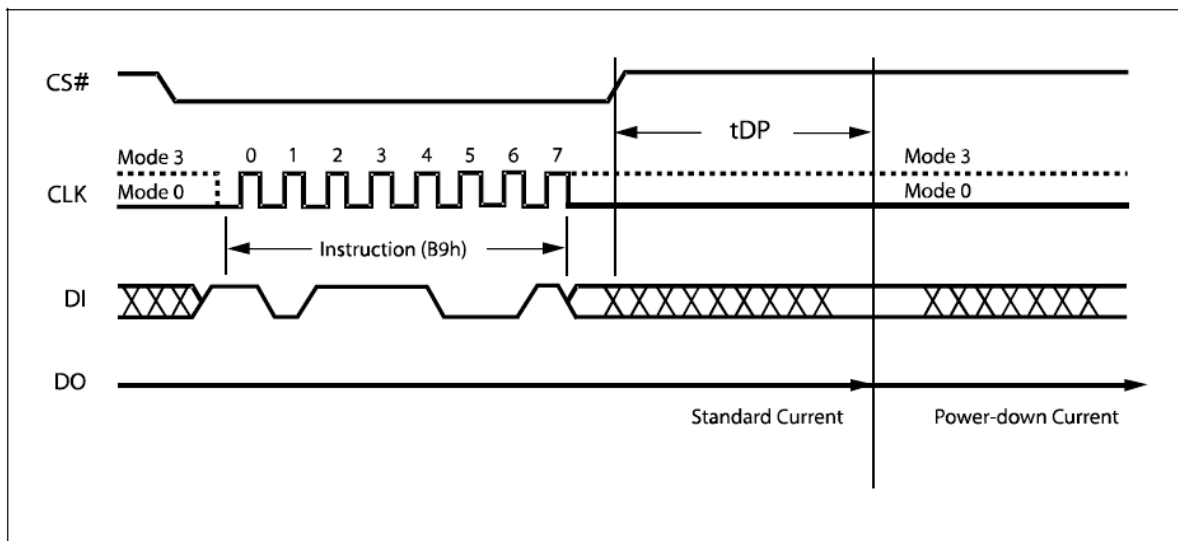 CS#
tDP
Mode 3
0 1 2 3 4 5 6 7
Mode 3
CLK
Mode 0
Mode 0
Instruction (B9h)
DI
DO
Standard Current
Power-down Current